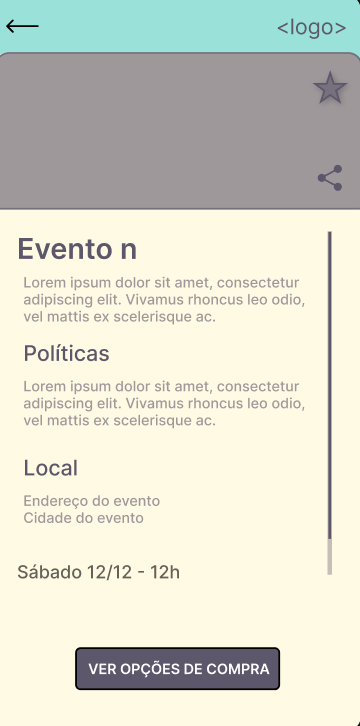 <logo>
Evento n
Lorem ipsum dolor sit amet, consectetur
adipiscing elit. Vivamus rhoncus leo odio,
vel mattis ex scelerisque ac.
Políticas
Lorem ipsum dolor sit amet, consectetur
adipiscing elit. Vivamus rhoncus leo odio,
vel mattis ex scelerisque ac.
Local
Endereço do evento
Cidade do evento
Sábado 12/12 - 12h
VER OPÇÕES DE COMPRA